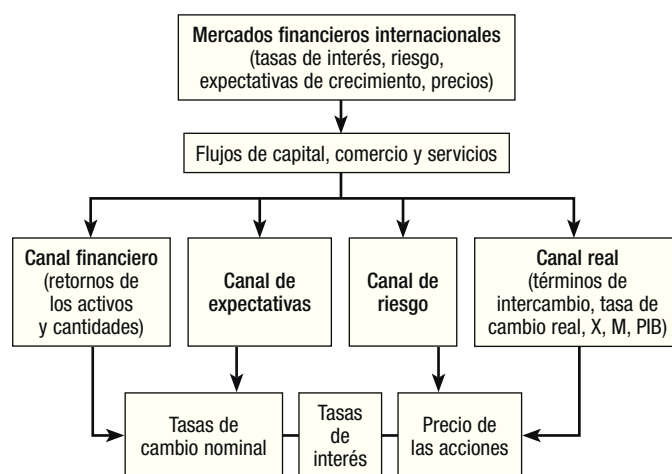 Mercados financieros internacionales
(tasas de interés, riesgo,
expectativas de crecimiento, precios)
Flujos de capital, comercio y servicios
Canal financiero
(retornos de
los activos
y cantidades)
Canal de
expectativas
Canal de
riesgo
Canal real
(términos de
intercambio, tasa
de cambio real,
real, X, M, PIB)
Tasas de
cambio nominal
Tasas
de
interés
Precio de
las acciones